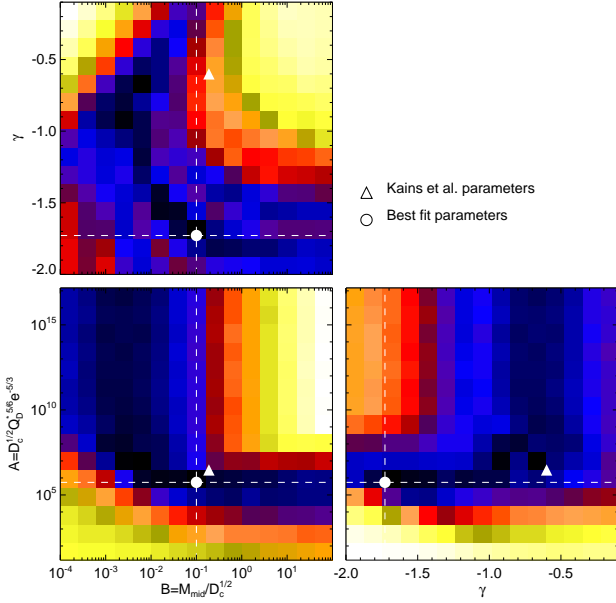 -0.5
-1.0
-1.5
-2.0
γ
△ Kains et al. parameters
○ Best fit parameters
10^15
10^10
10^5
A=D_c^{1/2}Q_D^{*5/6}e^{-5/3}
10^-4 10^-3 10^-2 10^-1 10^0 10^1
B=M_mid/D_c^{1/2}
-2.0 -1.5 -1.0 -0.5
γ